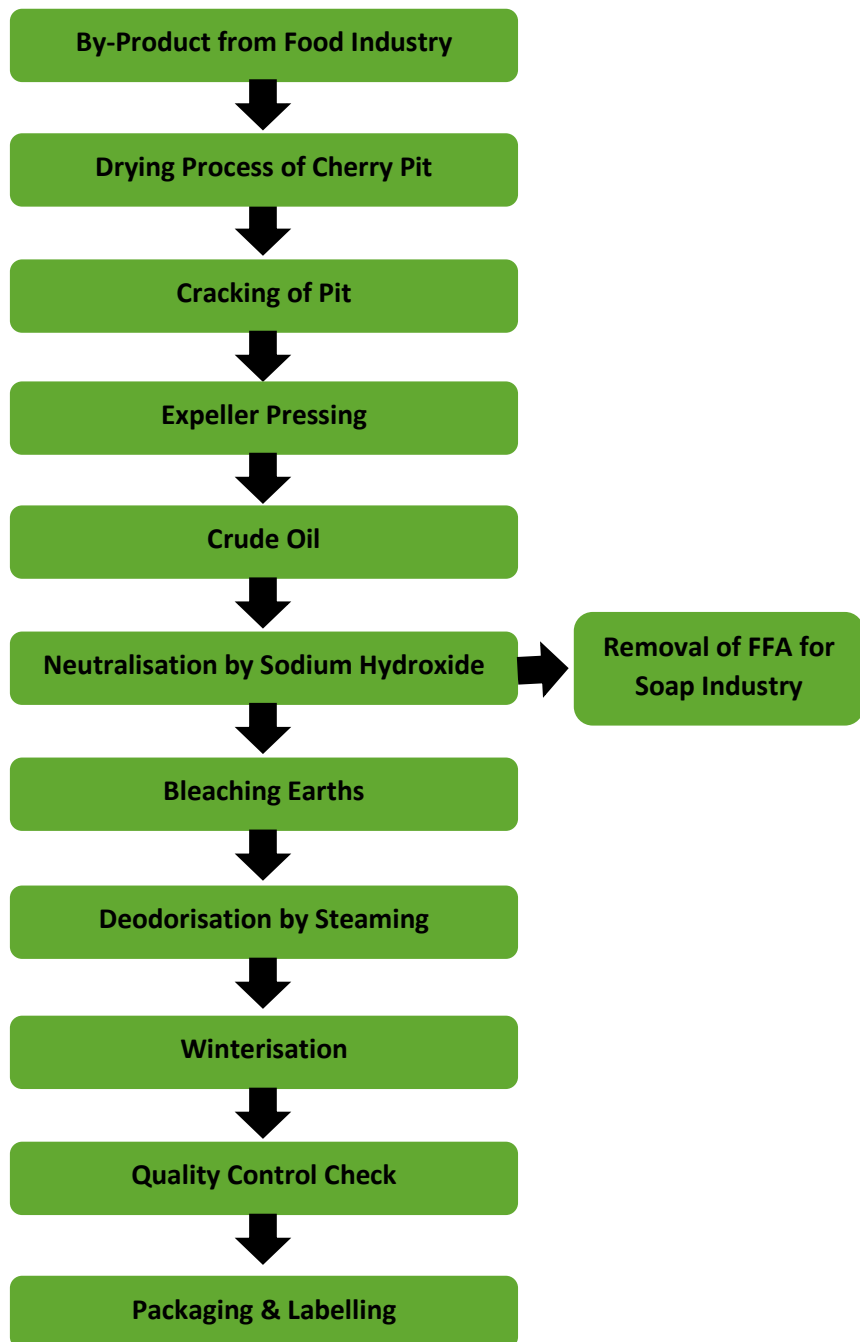 By-Product from Food Industry
Drying Process of Cherry Pit
Cracking of Pit
Expeller Pressing
Crude Oil
Neutralisation by Sodium Hydroxide
Removal of FFA for
Soap Industry
Bleaching Earths
Deodorisation by Steaming
Winterisation
Quality Control Check
Packaging & Labelling